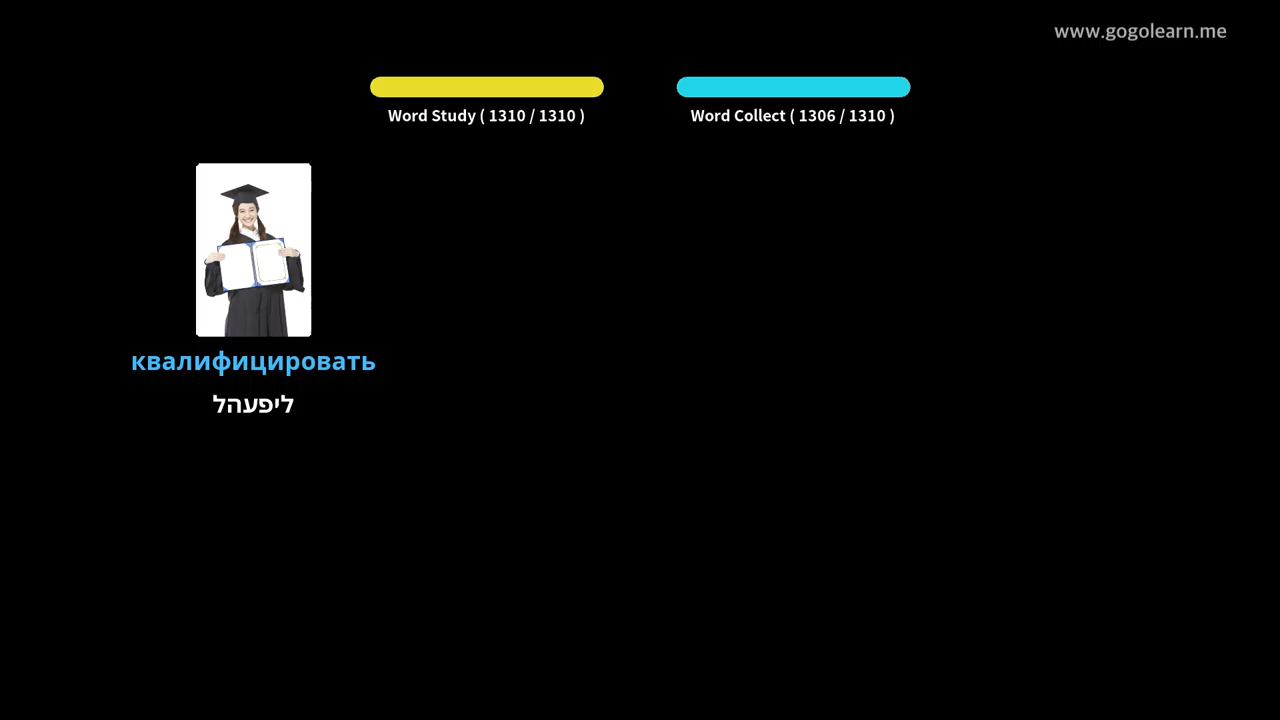 www.gogolearn.me
Word Study ( 1310 / 1310 )
Word Collect ( 1306 / 1310 )
квалифицировать
ליפעהל